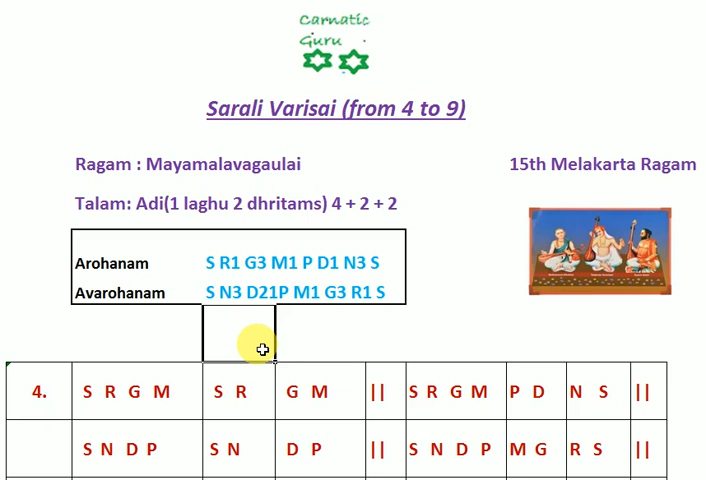 Carnatic
Guru
Sarali Varisai (from 4 to 9)
Ragam : Mayamalavagaulai 15th Melakarta Ragam
Talam: Adi(1 laghu 2 dhritams) 4 + 2 + 2
Arohanam S R1 G3 M1 P D1 N3 S
Avarohanam S N3 D21P M1 G3 R1 S
4. S R G M S R G M || S R G M P D N S ||
S N D P S N D P || S N D P M G R S ||